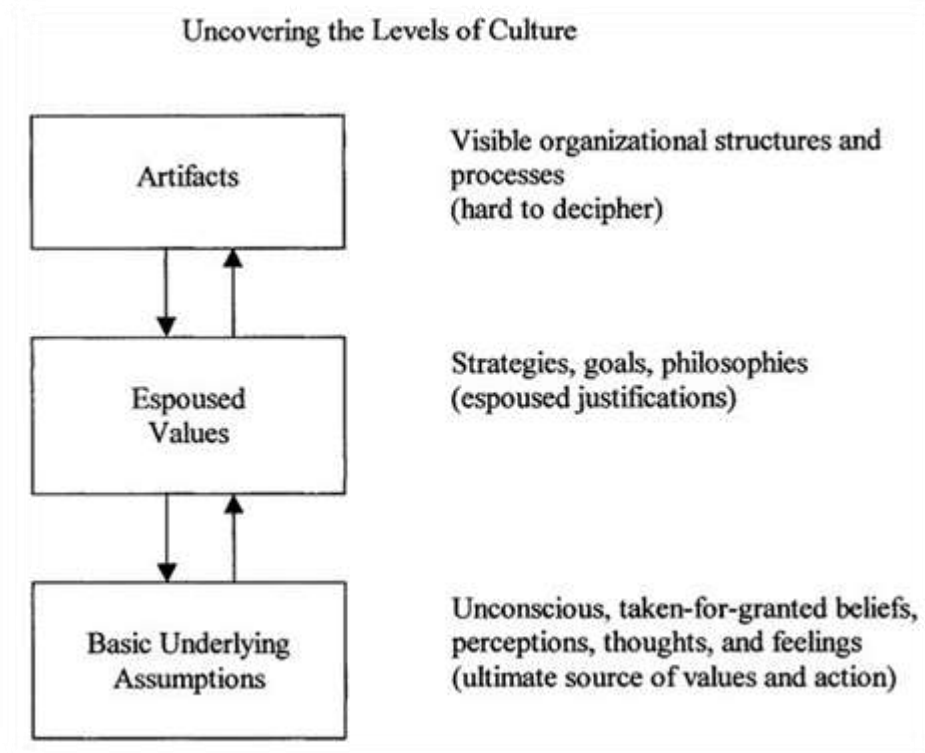 Uncovering the Levels of Culture
Artifacts
Visible organizational structures and
processes
(hard to decipher)
Espoused
Values
Strategies, goals, philosophies
(espoused justifications)
Basic Underlying
Assumptions
Unconscious, taken-for-granted beliefs,
perceptions, thoughts, and feelings
(ultimate source of values and action)